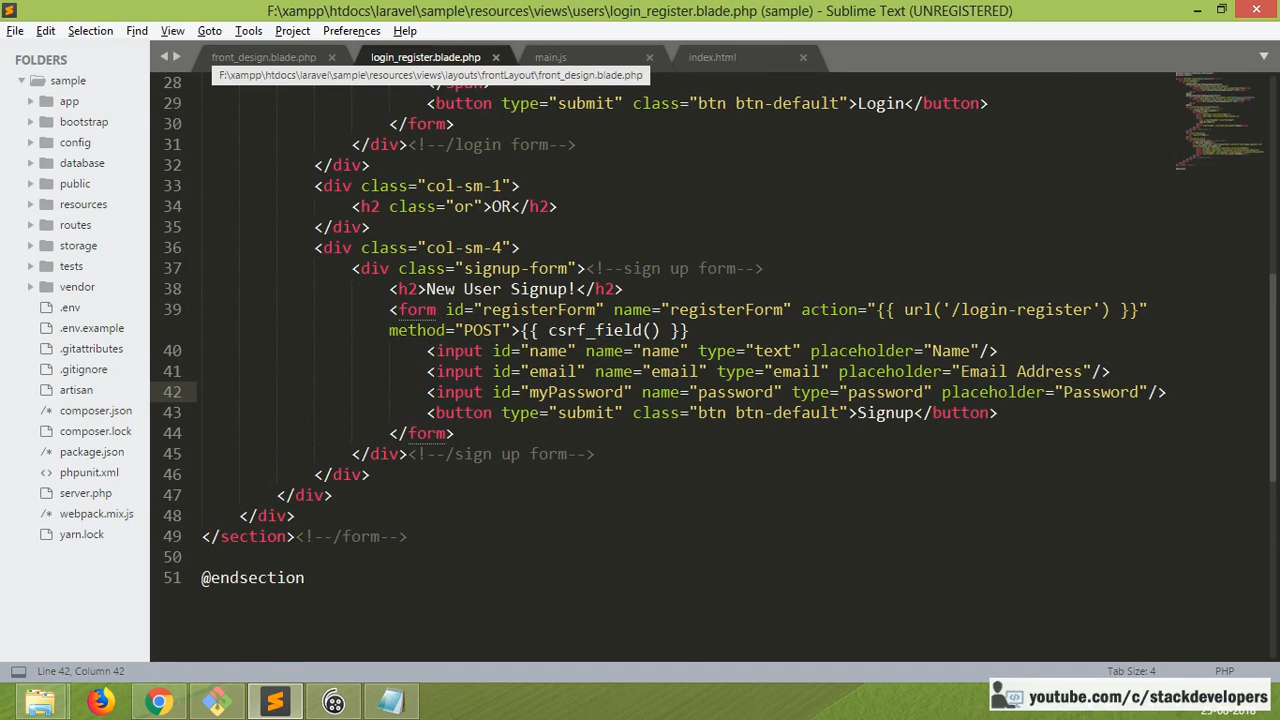 F:\xampp\htdocs\laravel\sample\resources\views\users\login_register.blade.php (sample) - Sublime Text (UNREGISTERED)
File Edit Selection Find View Goto Tools Project Preferences Help
FOLDERS
sample
app
bootstrap
config
database
public
resources
routes
storage
tests
vendor
.env
.env.example
.gitattributes
.gitignore
artisan
composer.json
composer.lock
package.json
phpunit.xml
server.php
webpack.mix.js
yarn.lock
front_design.blade.php login_register.blade.php main.js index.html
F:\xampp\htdocs\laravel\sample\resources\views\layouts\frontLayout\front_design.blade.php
28 </span>
29 <button type="submit" class="btn btn-default">Login</button>
30 </form>
31 </div><!--/login form-->
32 </div>
33 <div class="col-sm-1">
34 <h2 class="or">OR</h2>
35 </div>
36 <div class="col-sm-4">
37 <div class="signup-form"><!--sign up form-->
38 <h2>New User Signup!</h2>
39 <form id="registerForm" name="registerForm" action="{{ url('/login-register') }}"
method="POST">{{ csrf_field() }}
40 <input id="name" name="name" type="text" placeholder="Name"/>
41 <input id="email" name="email" type="email" placeholder="Email Address"/>
42 <input id="myPassword" name="password" type="password" placeholder="Password"/>
43 <button type="submit" class="btn btn-default">Signup</button>
44 </form>
45 </div><!--/sign up form-->
46 </div>
47 </div>
48 </div>
49 </section><!--/form-->
50
51 @endsection
Line 42, Column 42
Tab Size: 4
PHP
youtube.com/c/stackdevelopers